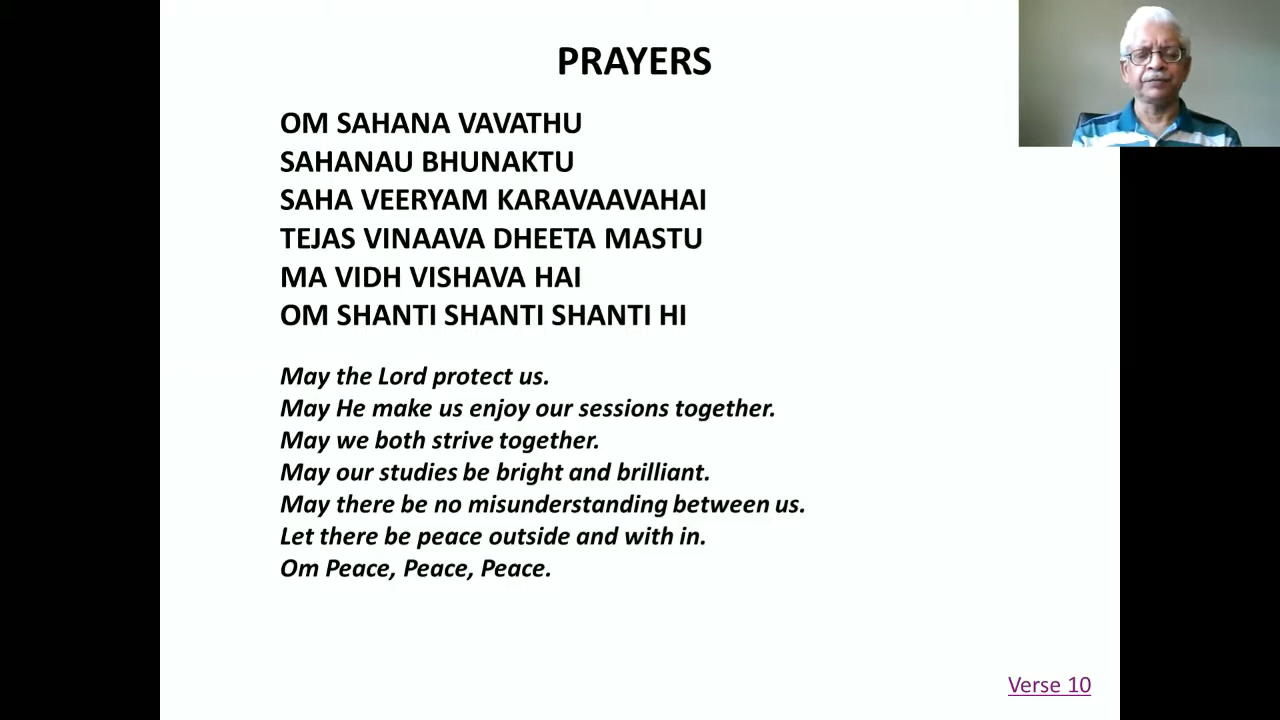 PRAYERS
OM SAHANA VAVATHU
SAHANAU BHUNAKTU
SAHA VEERYAM KARAVAAVAHAI
TEJAS VINAAVA DHEETA MASTU
MA VIDH VISHAVA HAI
OM SHANTI SHANTI SHANTI HI
May the Lord protect us.
May He make us enjoy our sessions together.
May we both strive together.
May our studies be bright and brilliant.
May there be no misunderstanding between us.
Let there be peace outside and with in.
Om Peace, Peace, Peace.
Verse 10